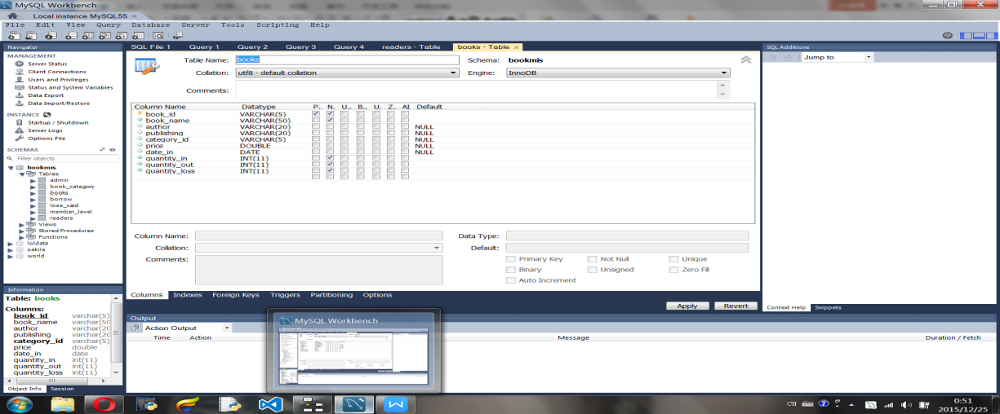 MySQL Workbench
Local instance MySQL55 ×
File Edit View Query Database Server Tools Scripting Help
Navigator
MANAGEMENT
Server Status
Client Connections
Users and Privileges
Status and System Variables
Data Export
Data Import/Restore
INSTANCE
Startup / Shutdown
Server Logs
Options File
SCHEMAS
Filter objects
bookmis
Tables
admin
book_category
books
borrow
loss_card
member_level
readers
Views
Stored Procedures
Functions
loldata
sakila
world
Information
Table: books
Columns:
book_id varchar(5)
book_name varchar(50
author varchar(20
publishing varchar(20
category_id varchar(5)
price double
date_in date
quantity_in int(11)
quantity_out int(11)
quantity_loss int(11)
Object Info Session
SQL File 1 Query 1 Query 2 Query 3 Query 4 readers - Table books - Table ×
Table Name: books Schema: bookmis
Collation: utf8 - default collation Engine: InnoDB
Comments:
Column Name Datatype P.. N. U.. B.. U. Z.. AI Default
book_id VARCHAR(5)
book_name VARCHAR(50)
author VARCHAR(20) NULL
publishing VARCHAR(20) NULL
category_id VARCHAR(5) NULL
price DOUBLE NULL
date_in DATE NULL
quantity_in INT(11)
quantity_out INT(11)
quantity_loss INT(11)
Column Name: Data Type:
Collation: Default:
Comments: Primary Key Not Null Unique
Binary Unsigned Zero Fill
Auto Increment
Columns Indexes Foreign Keys Triggers Partitioning Options
Apply Revert
Output
Action Output
Time Action Message Duration / Fetch
SQL Additions
Jump to
Context Help Snippets
MySQL Workbench
CH
0:51
2015/12/25